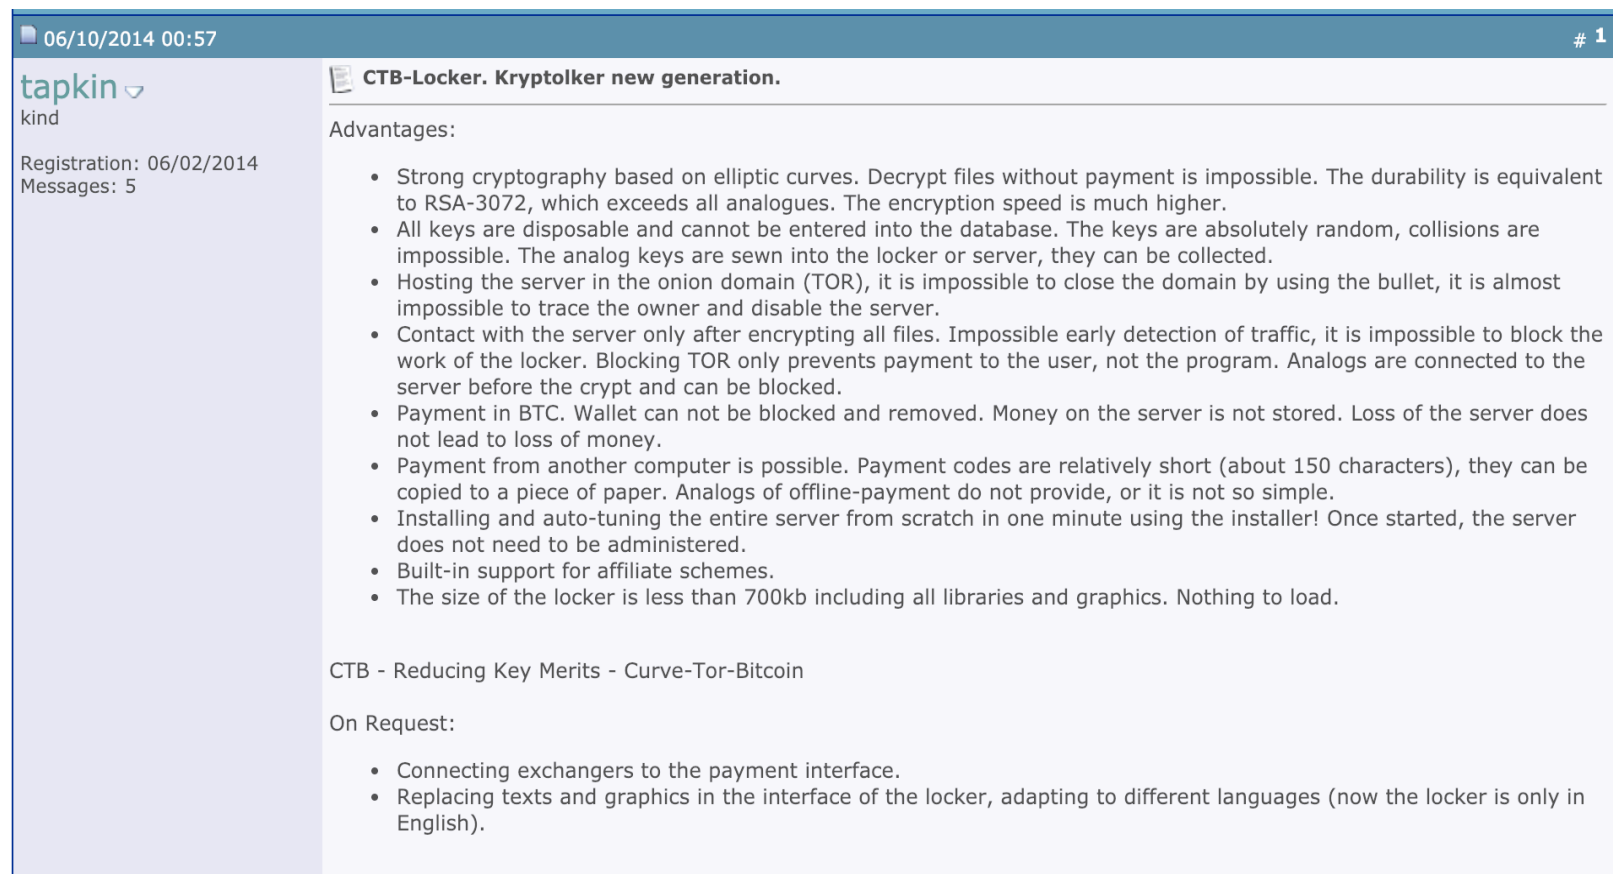 06/10/2014 00:57
# 1
tapkin
kind
Registration: 06/02/2014
Messages: 5
CTB-Locker. Kryptolker new generation.
Advantages:
• Strong cryptography based on elliptic curves. Decrypt files without payment is impossible. The durability is equivalent
to RSA-3072, which exceeds all analogues. The encryption speed is much higher.
• All keys are disposable and cannot be entered into the database. The keys are absolutely random, collisions are
impossible. The analog keys are sewn into the locker or server, they can be collected.
• Hosting the server in the onion domain (TOR), it is impossible to close the domain by using the bullet, it is almost
impossible to trace the owner and disable the server.
• Contact with the server only after encrypting all files. Impossible early detection of traffic, it is impossible to block the
work of the locker. Blocking TOR only prevents payment to the user, not the program. Analogs are connected to the
server before the crypt and can be blocked.
• Payment in BTC. Wallet can not be blocked and removed. Money on the server is not stored. Loss of the server does
not lead to loss of money.
• Payment from another computer is possible. Payment codes are relatively short (about 150 characters), they can be
copied to a piece of paper. Analogs of offline-payment do not provide, or it is not so simple.
• Installing and auto-tuning the entire server from scratch in one minute using the installer! Once started, the server
does not need to be administered.
• Built-in support for affiliate schemes.
• The size of the locker is less than 700kb including all libraries and graphics. Nothing to load.
CTB - Reducing Key Merits - Curve-Tor-Bitcoin
On Request:
• Connecting exchangers to the payment interface.
• Replacing texts and graphics in the interface of the locker, adapting to different languages (now the locker is only in
English).